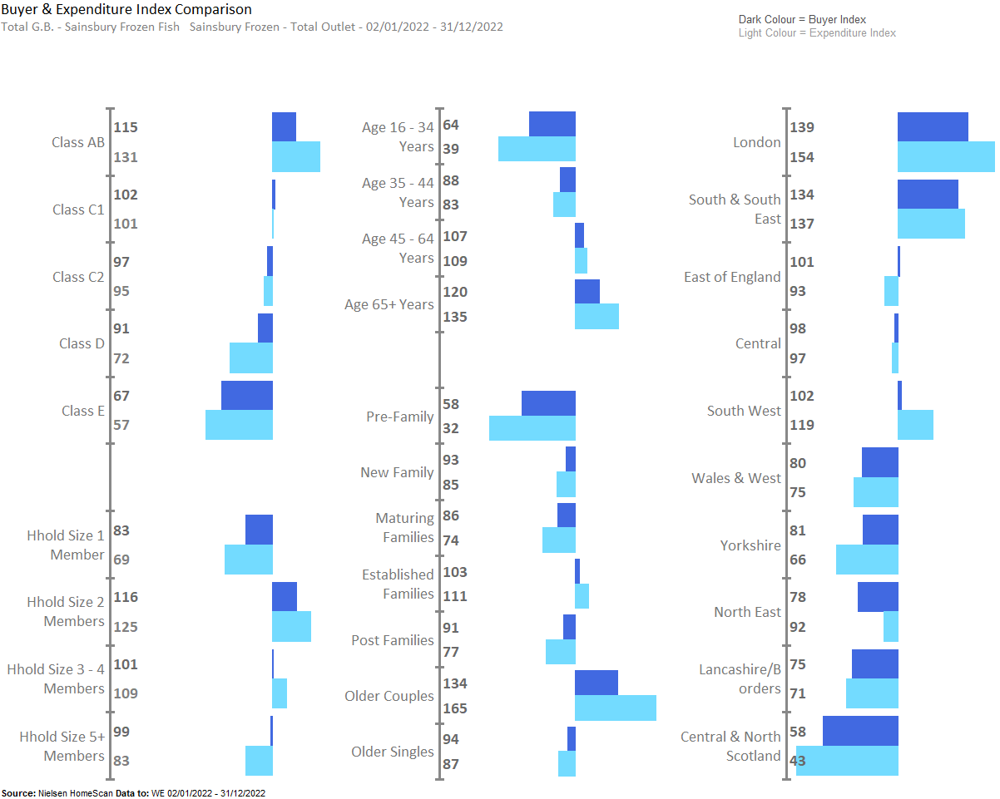 Buyer & Expenditure Index Comparison
Total G.B. - Sainsbury Frozen Fish   Sainsbury Frozen - Total Outlet - 02/01/2022 - 31/12/2022
Dark Colour = Buyer Index
Light Colour = Expenditure Index
Class AB
115
131
Class C1
102
101
Class C2
97
95
Class D
91
72
Class E
67
57
Hhold Size 1
Member
83
69
Hhold Size 2
Members
116
125
Hhold Size 3 - 4
Members
101
109
Hhold Size 5+
Members
99
83
Age 16 - 34
Years
64
39
Age 35 - 44
Years
88
83
Age 45 - 64
Years
107
109
Age 65+ Years
120
135
Pre-Family
58
32
New Family
93
85
Maturing
Families
86
74
Established
Families
103
111
Post Families
91
77
Older Couples
134
165
Older Singles
94
87
London
139
154
South & South
East
134
137
East of England
101
93
Central
98
97
South West
102
119
Wales & West
80
75
Yorkshire
81
66
North East
78
92
Lancashire/B
orders
75
71
Central & North
Scotland
58
43
Source: Nielsen HomeScan Data to: WE 02/01/2022 - 31/12/2022